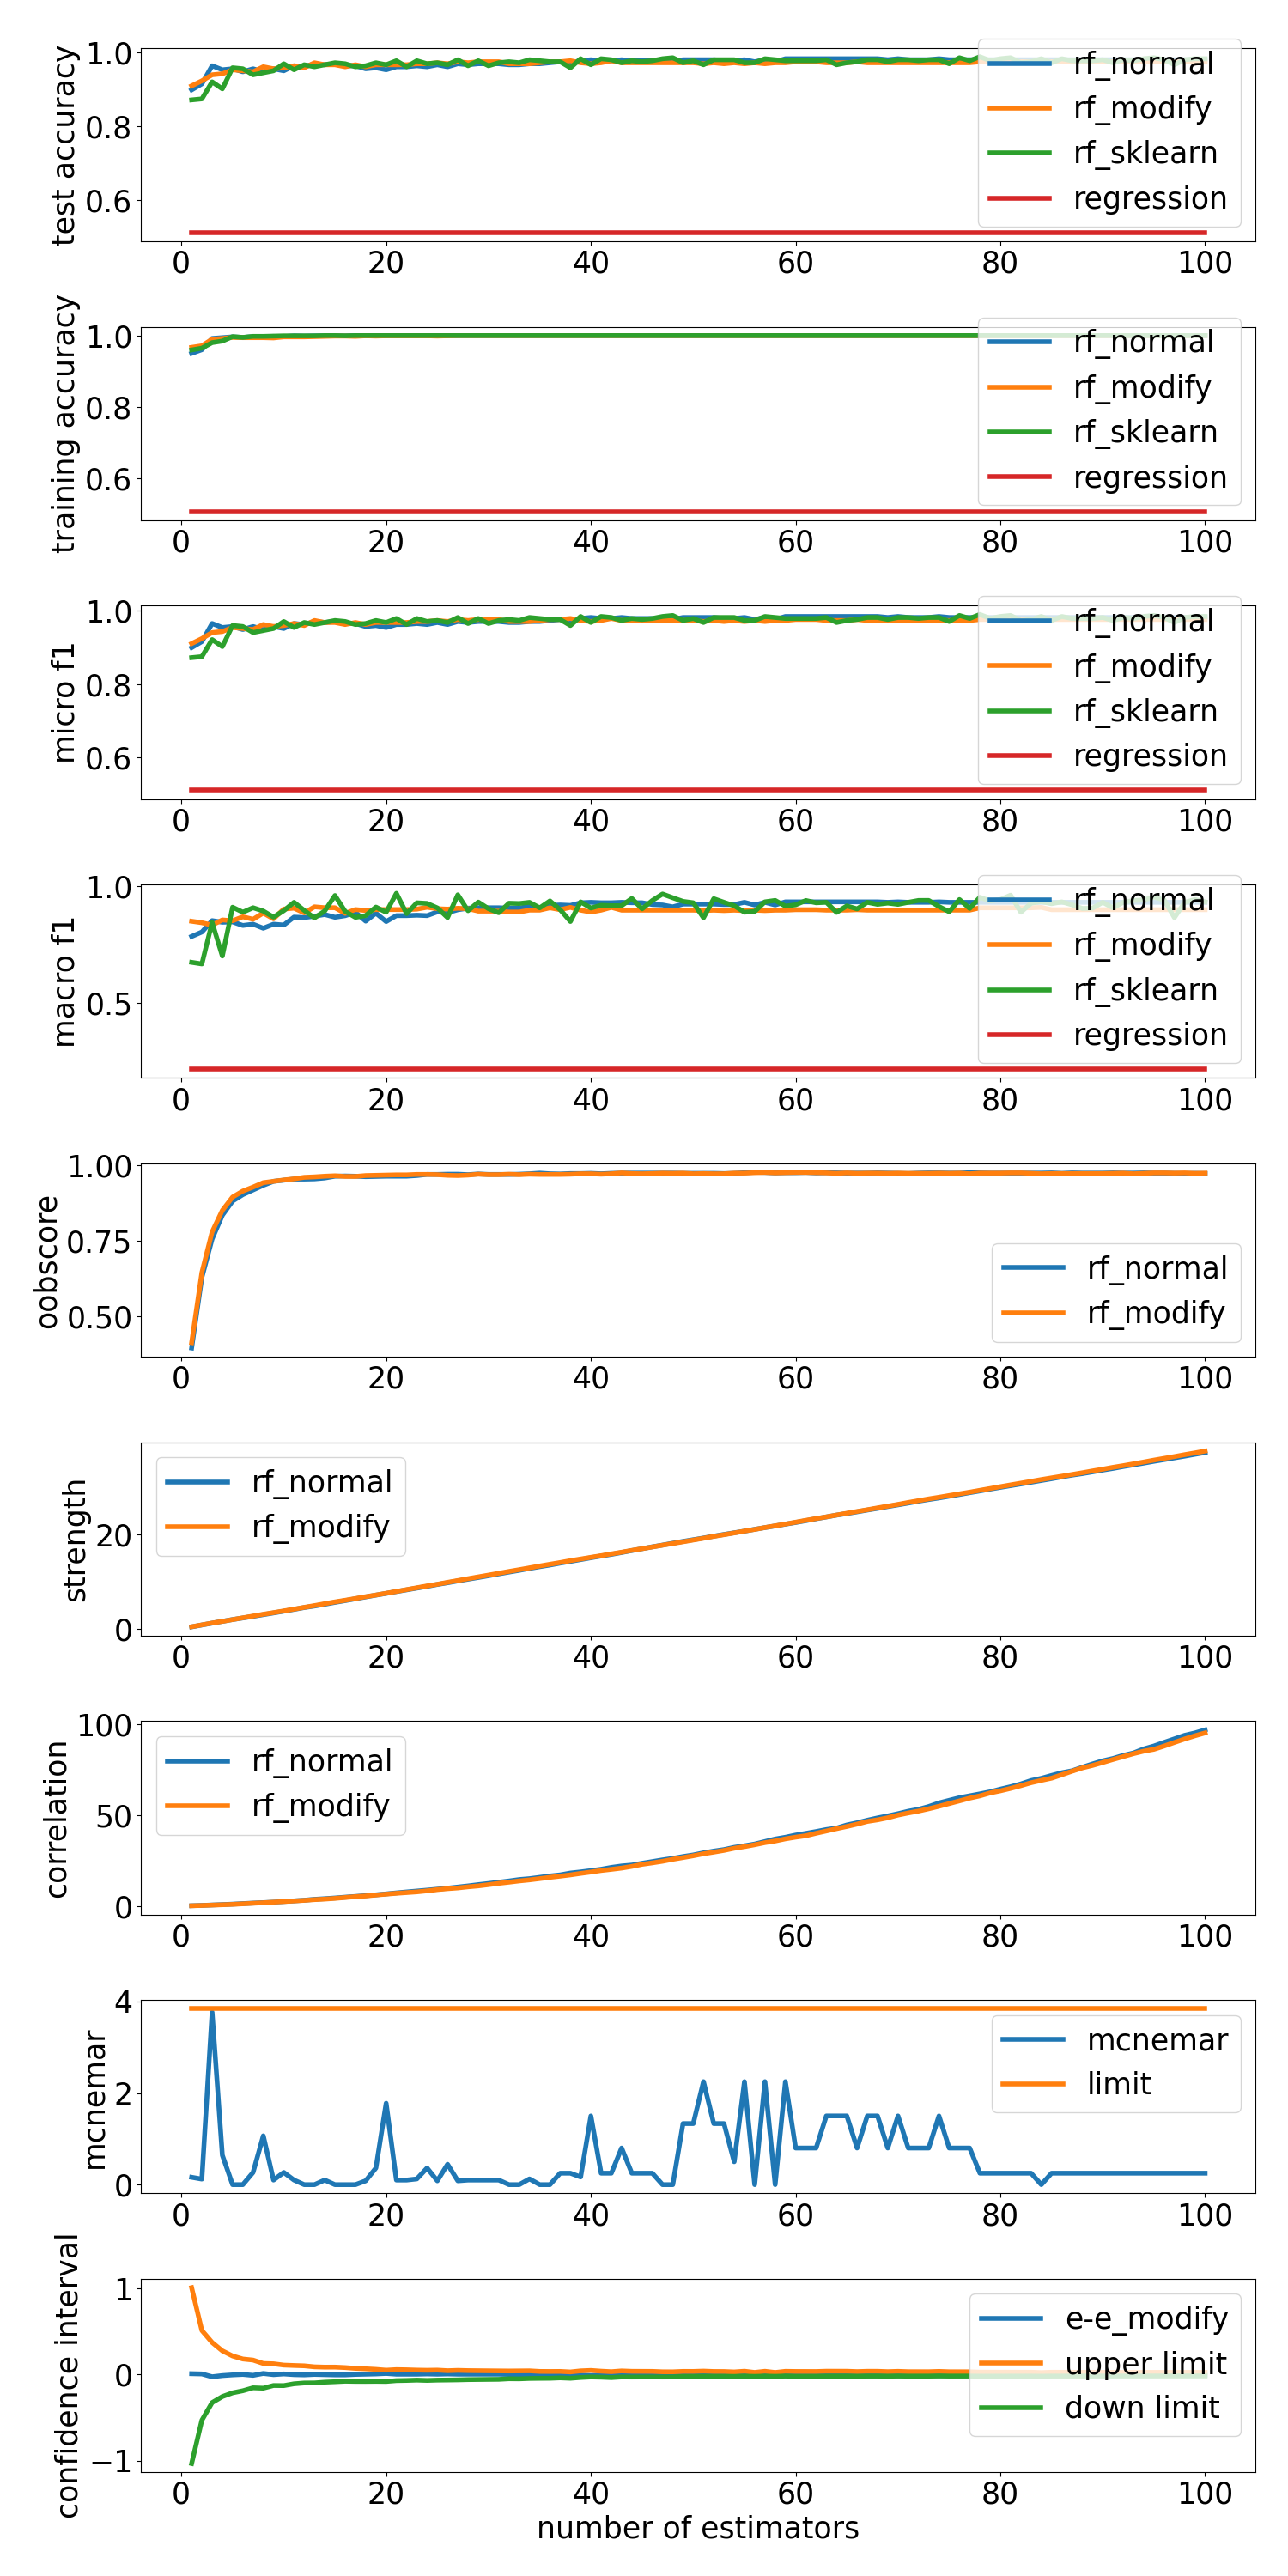 test accuracy
1.0
0.8
0.6
rf_normal
rf_modify
rf_sklearn
regression
0 20 40 60 80 100
training accuracy
1.0
0.8
0.6
rf_normal
rf_modify
rf_sklearn
regression
0 20 40 60 80 100
micro f1
1.0
0.8
0.6
rf_normal
rf_modify
rf_sklearn
regression
0 20 40 60 80 100
macro f1
1.0
0.5
rf_normal
rf_modify
rf_sklearn
regression
0 20 40 60 80 100
oobscore
1.00
0.75
0.50
rf_normal
rf_modify
0 20 40 60 80 100
strength
20
0
rf_normal
rf_modify
0 20 40 60 80 100
correlation
100
50
0
rf_normal
rf_modify
0 20 40 60 80 100
mcnemar
4
2
0
mcnemar
limit
0 20 40 60 80 100
confidence interval
1
0
−1
e-e_modify
upper limit
down limit
0 20 40 60 80 100
number of estimators